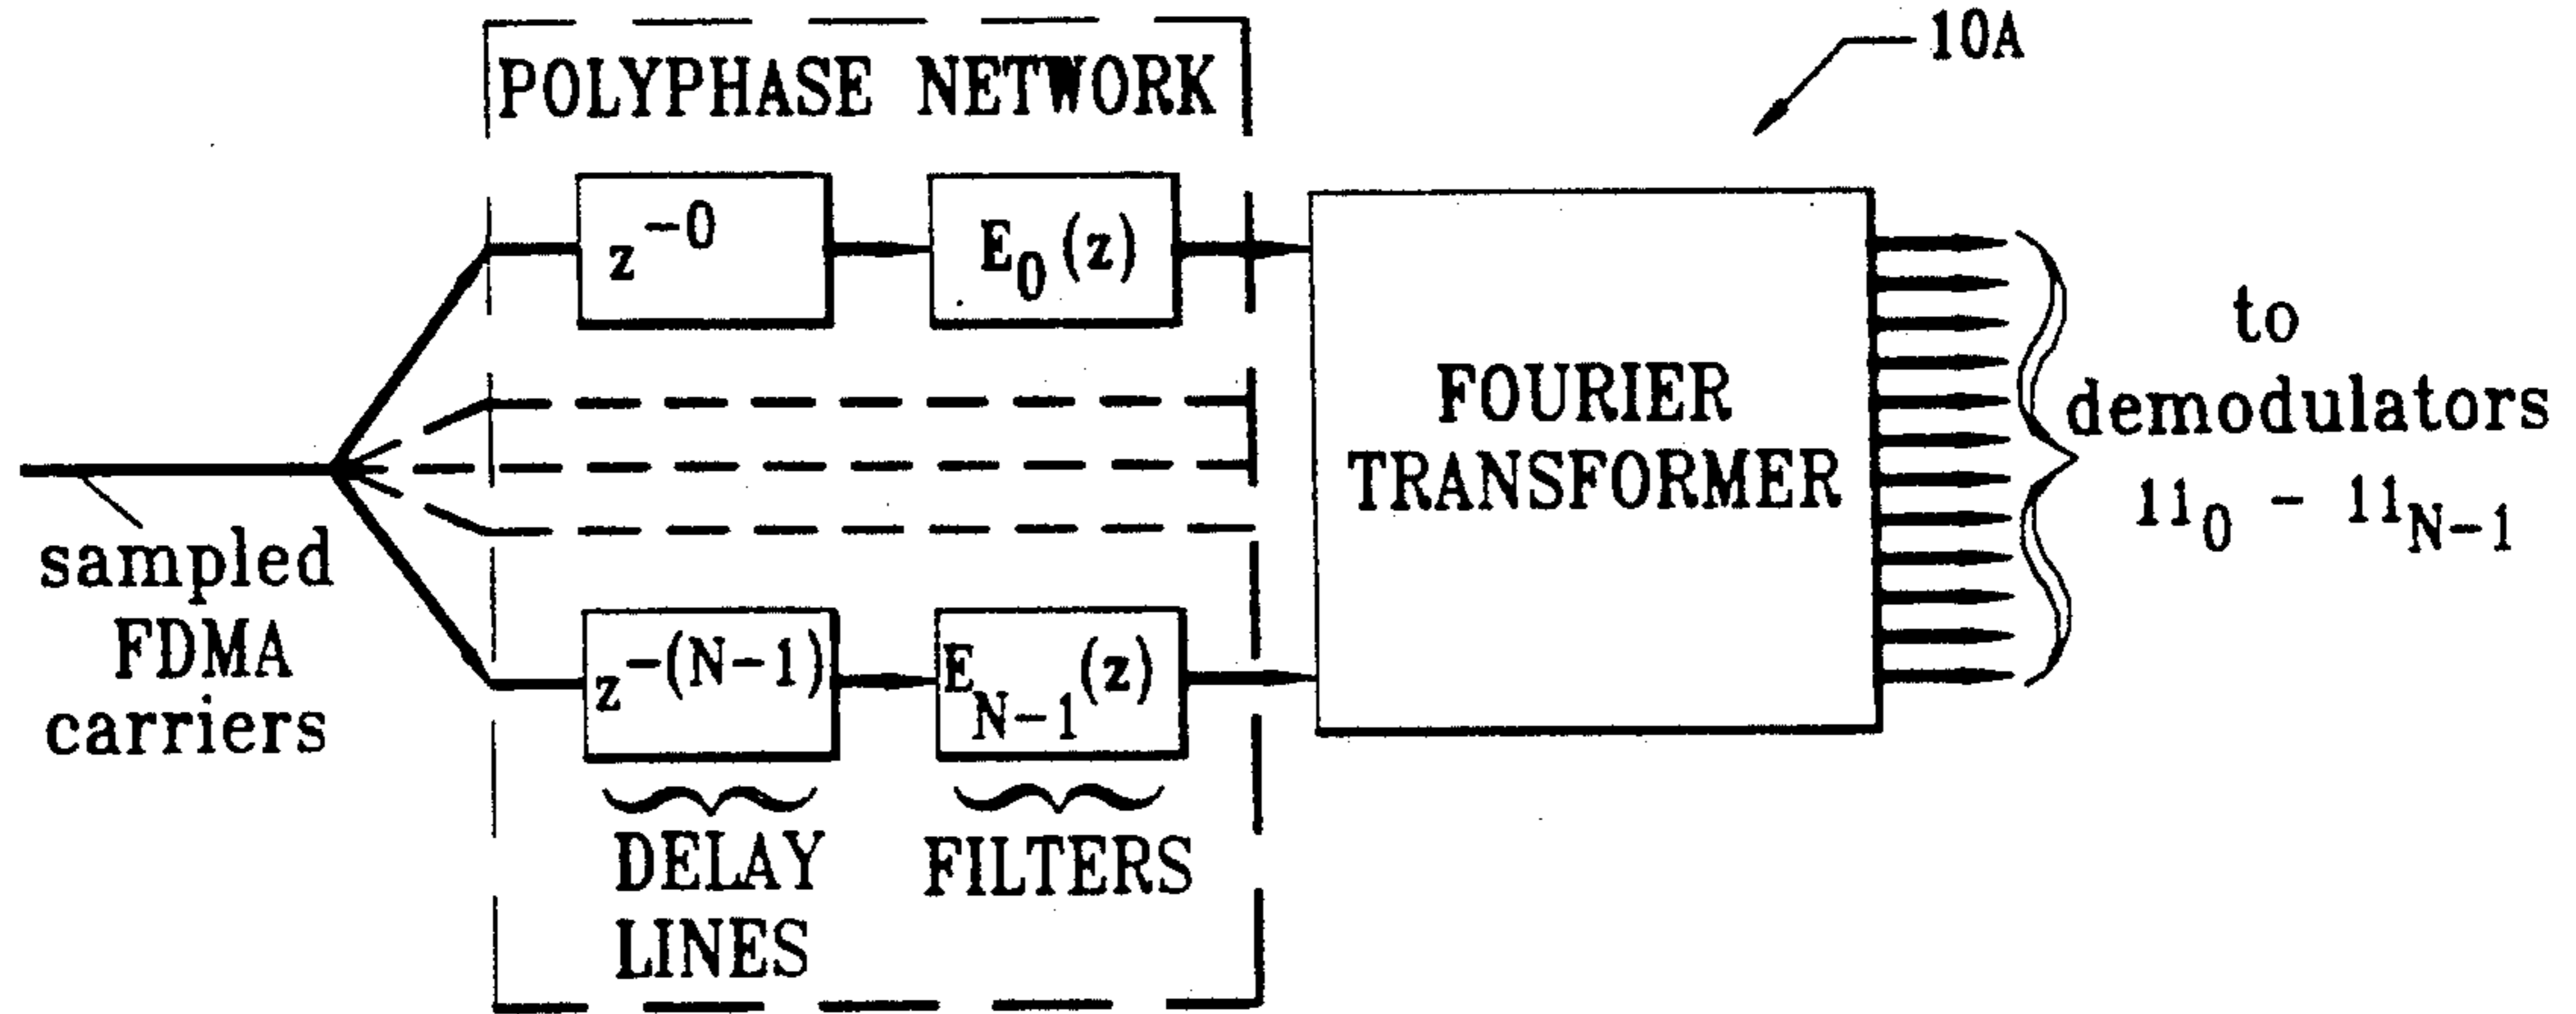 10A
POLYPHASE NETWORK
z^-0
E_0(z)
FOURIER
TRANSFORMER
to
demodulators
11_0 - 11_N-1
sampled
FDMA
carriers
z^-(N-1)
E_N-1(z)
DELAY
LINES
FILTERS